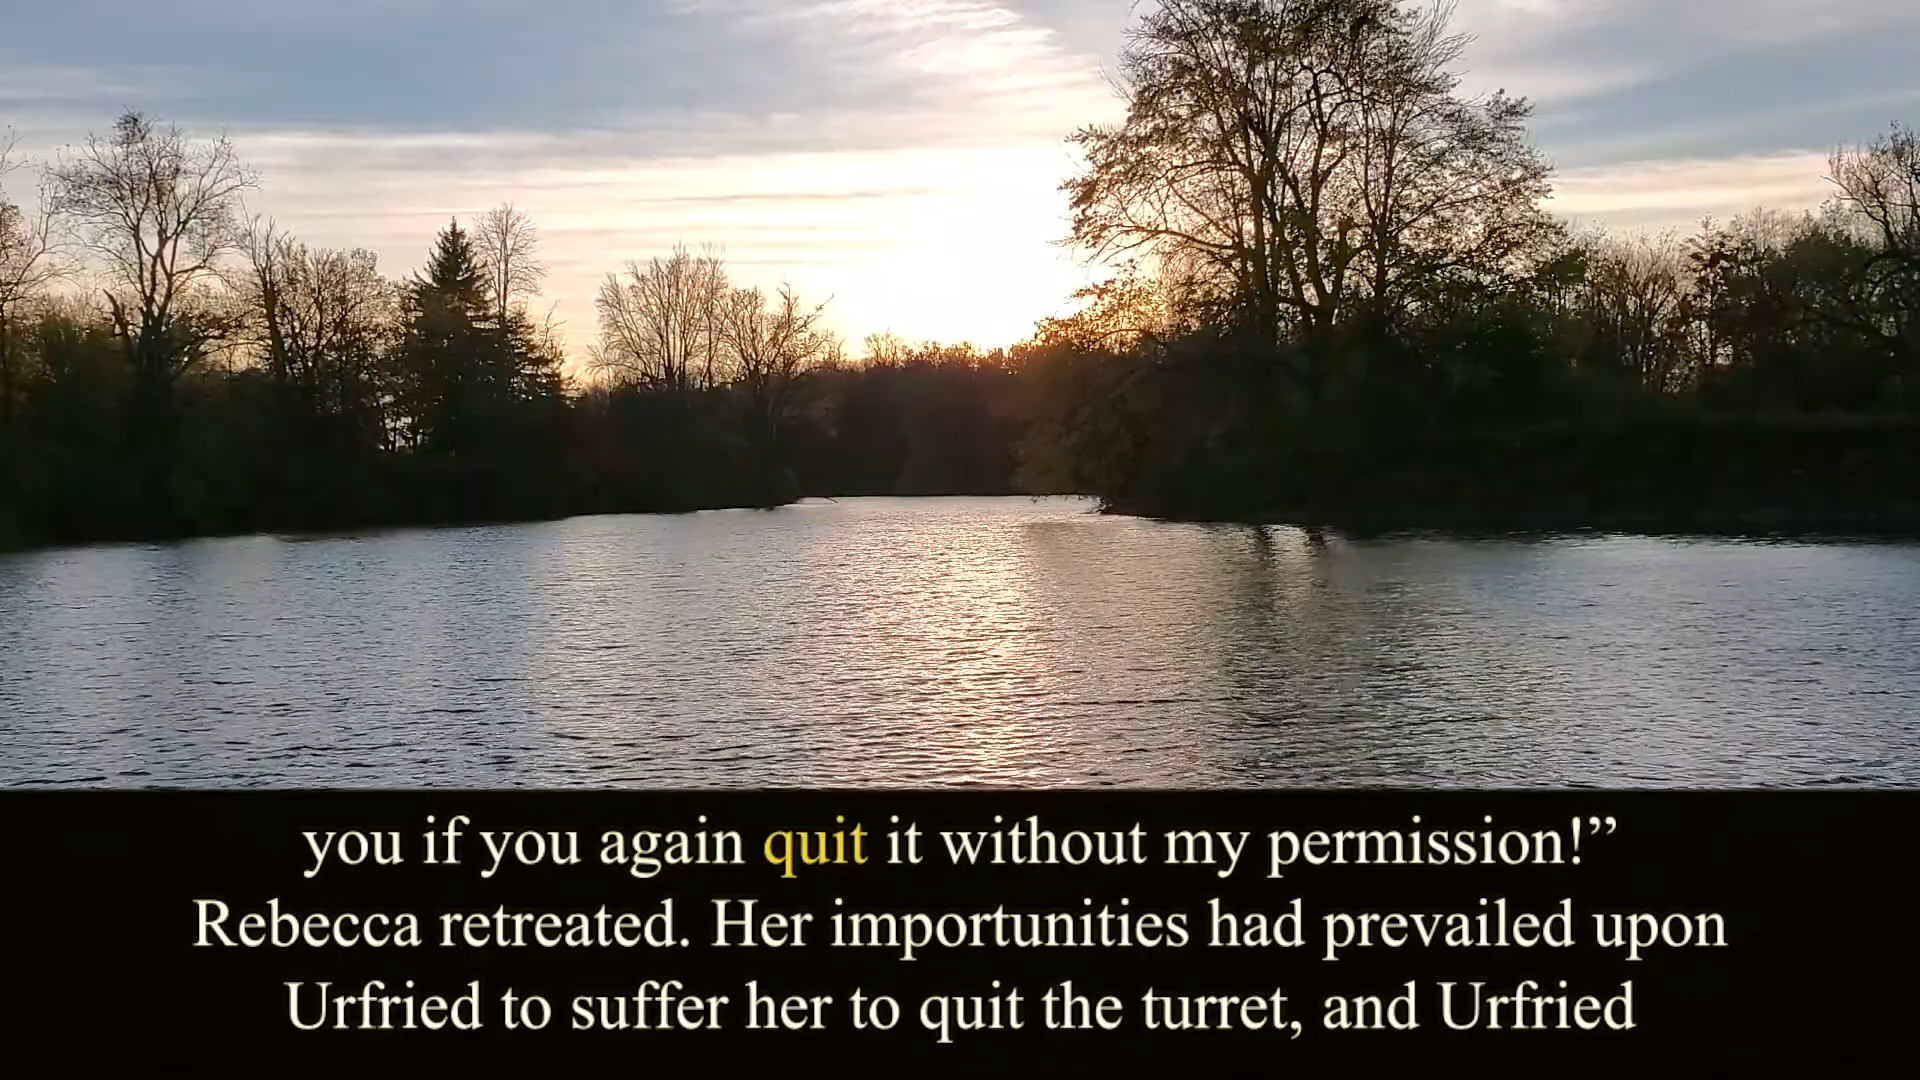 you if you again quit it without my permission!”
Rebecca retreated. Her importunities had prevailed upon
Urfried to suffer her to quit the turret, and Urfried